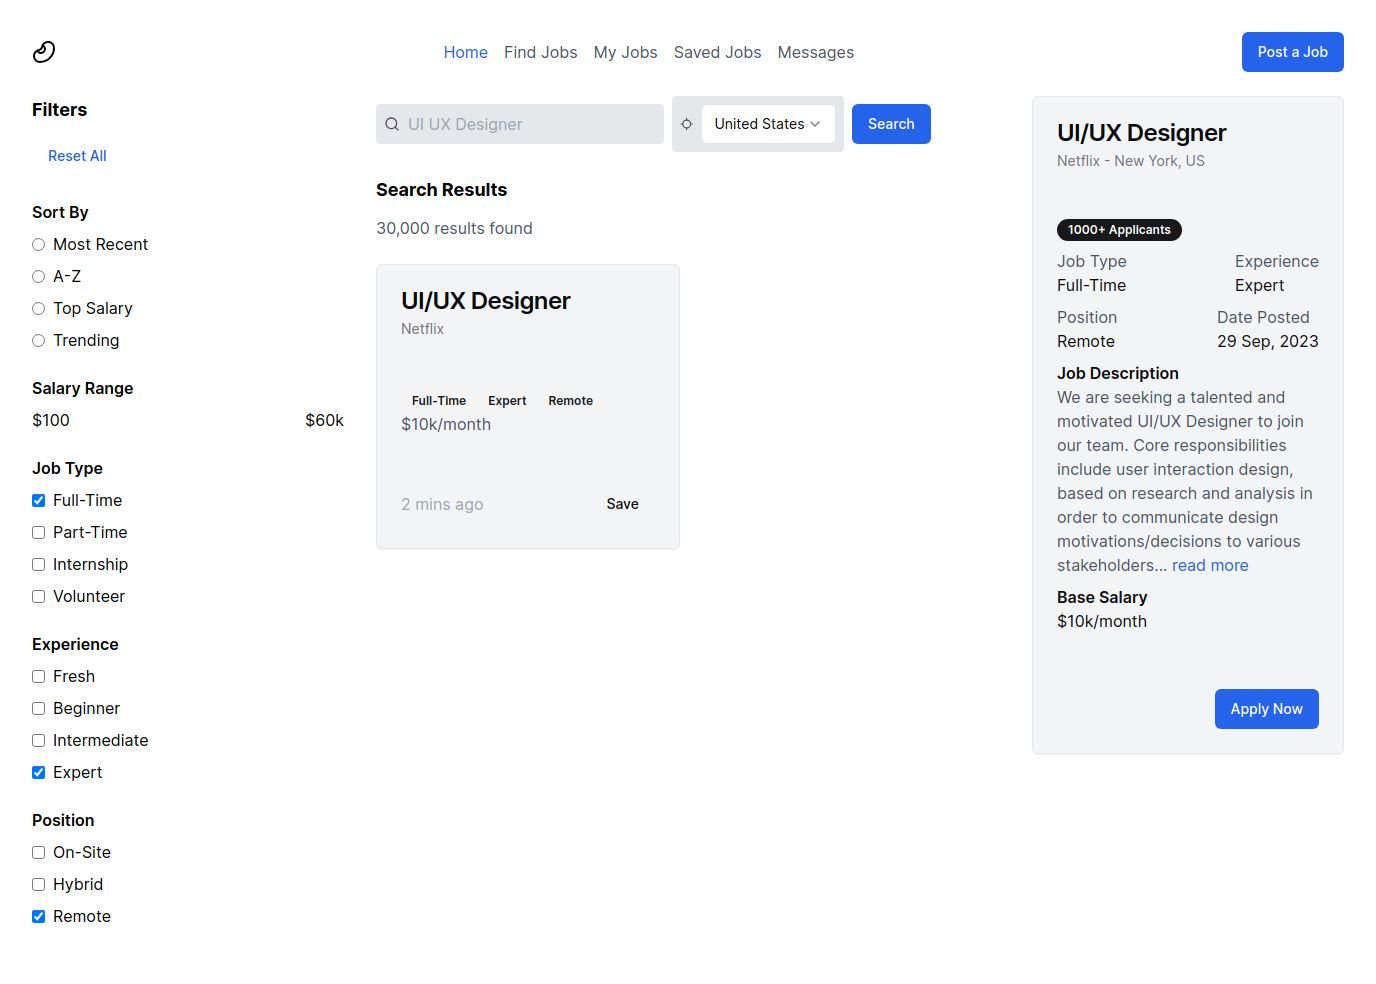 Home Find Jobs My Jobs Saved Jobs Messages
Post a Job
Filters
Reset All
Sort By
Most Recent
A-Z
Top Salary
Trending
Salary Range
$100 $60k
Job Type
Full-Time
Part-Time
Internship
Volunteer
Experience
Fresh
Beginner
Intermediate
Expert
Position
On-Site
Hybrid
Remote
UI UX Designer
United States
Search
Search Results
30,000 results found
UI/UX Designer
Netflix
Full-Time Expert Remote
$10k/month
2 mins ago Save
UI/UX Designer
Netflix - New York, US
1000+ Applicants
Job Type Experience
Full-Time Expert
Position Date Posted
Remote 29 Sep, 2023
Job Description
We are seeking a talented and
motivated UI/UX Designer to join
our team. Core responsibilities
include user interaction design,
based on research and analysis in
order to communicate design
motivations/decisions to various
stakeholders... read more
Base Salary
$10k/month
Apply Now